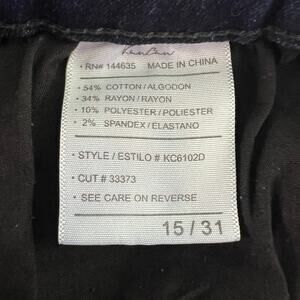 KanCan
• RN# 144635 MADE IN CHINA
• 54% COTTON / ALGODON
• 34% RAYON / RAYON
• 10% POLYESTER / POLIESTER
• 2% SPANDEX / ELASTANO
• STYLE / ESTILO # KC6102D
• CUT # 33373
• SEE CARE ON REVERSE
15 / 31